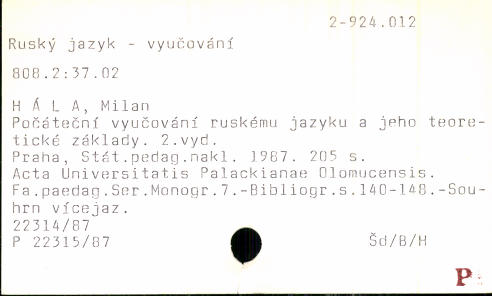 2-924.012
Ruský jazyk - vyučování
808.2:37.02
H Á L A, Milan
Počáteční vyučování ruskému jazyku a jeho teore-
tické základy. 2.vyd.
Praha, Stát.pedag.nakl. 1987. 205 s.
Acta Universitatis Palackianae Olomucensis.
Fa.paedag.Ser.Monogr.7.-Bibliogr.s.140-148.-Sou-
hrn vícejaz.
22314/87
P 22315/87 Šd/B/H
P